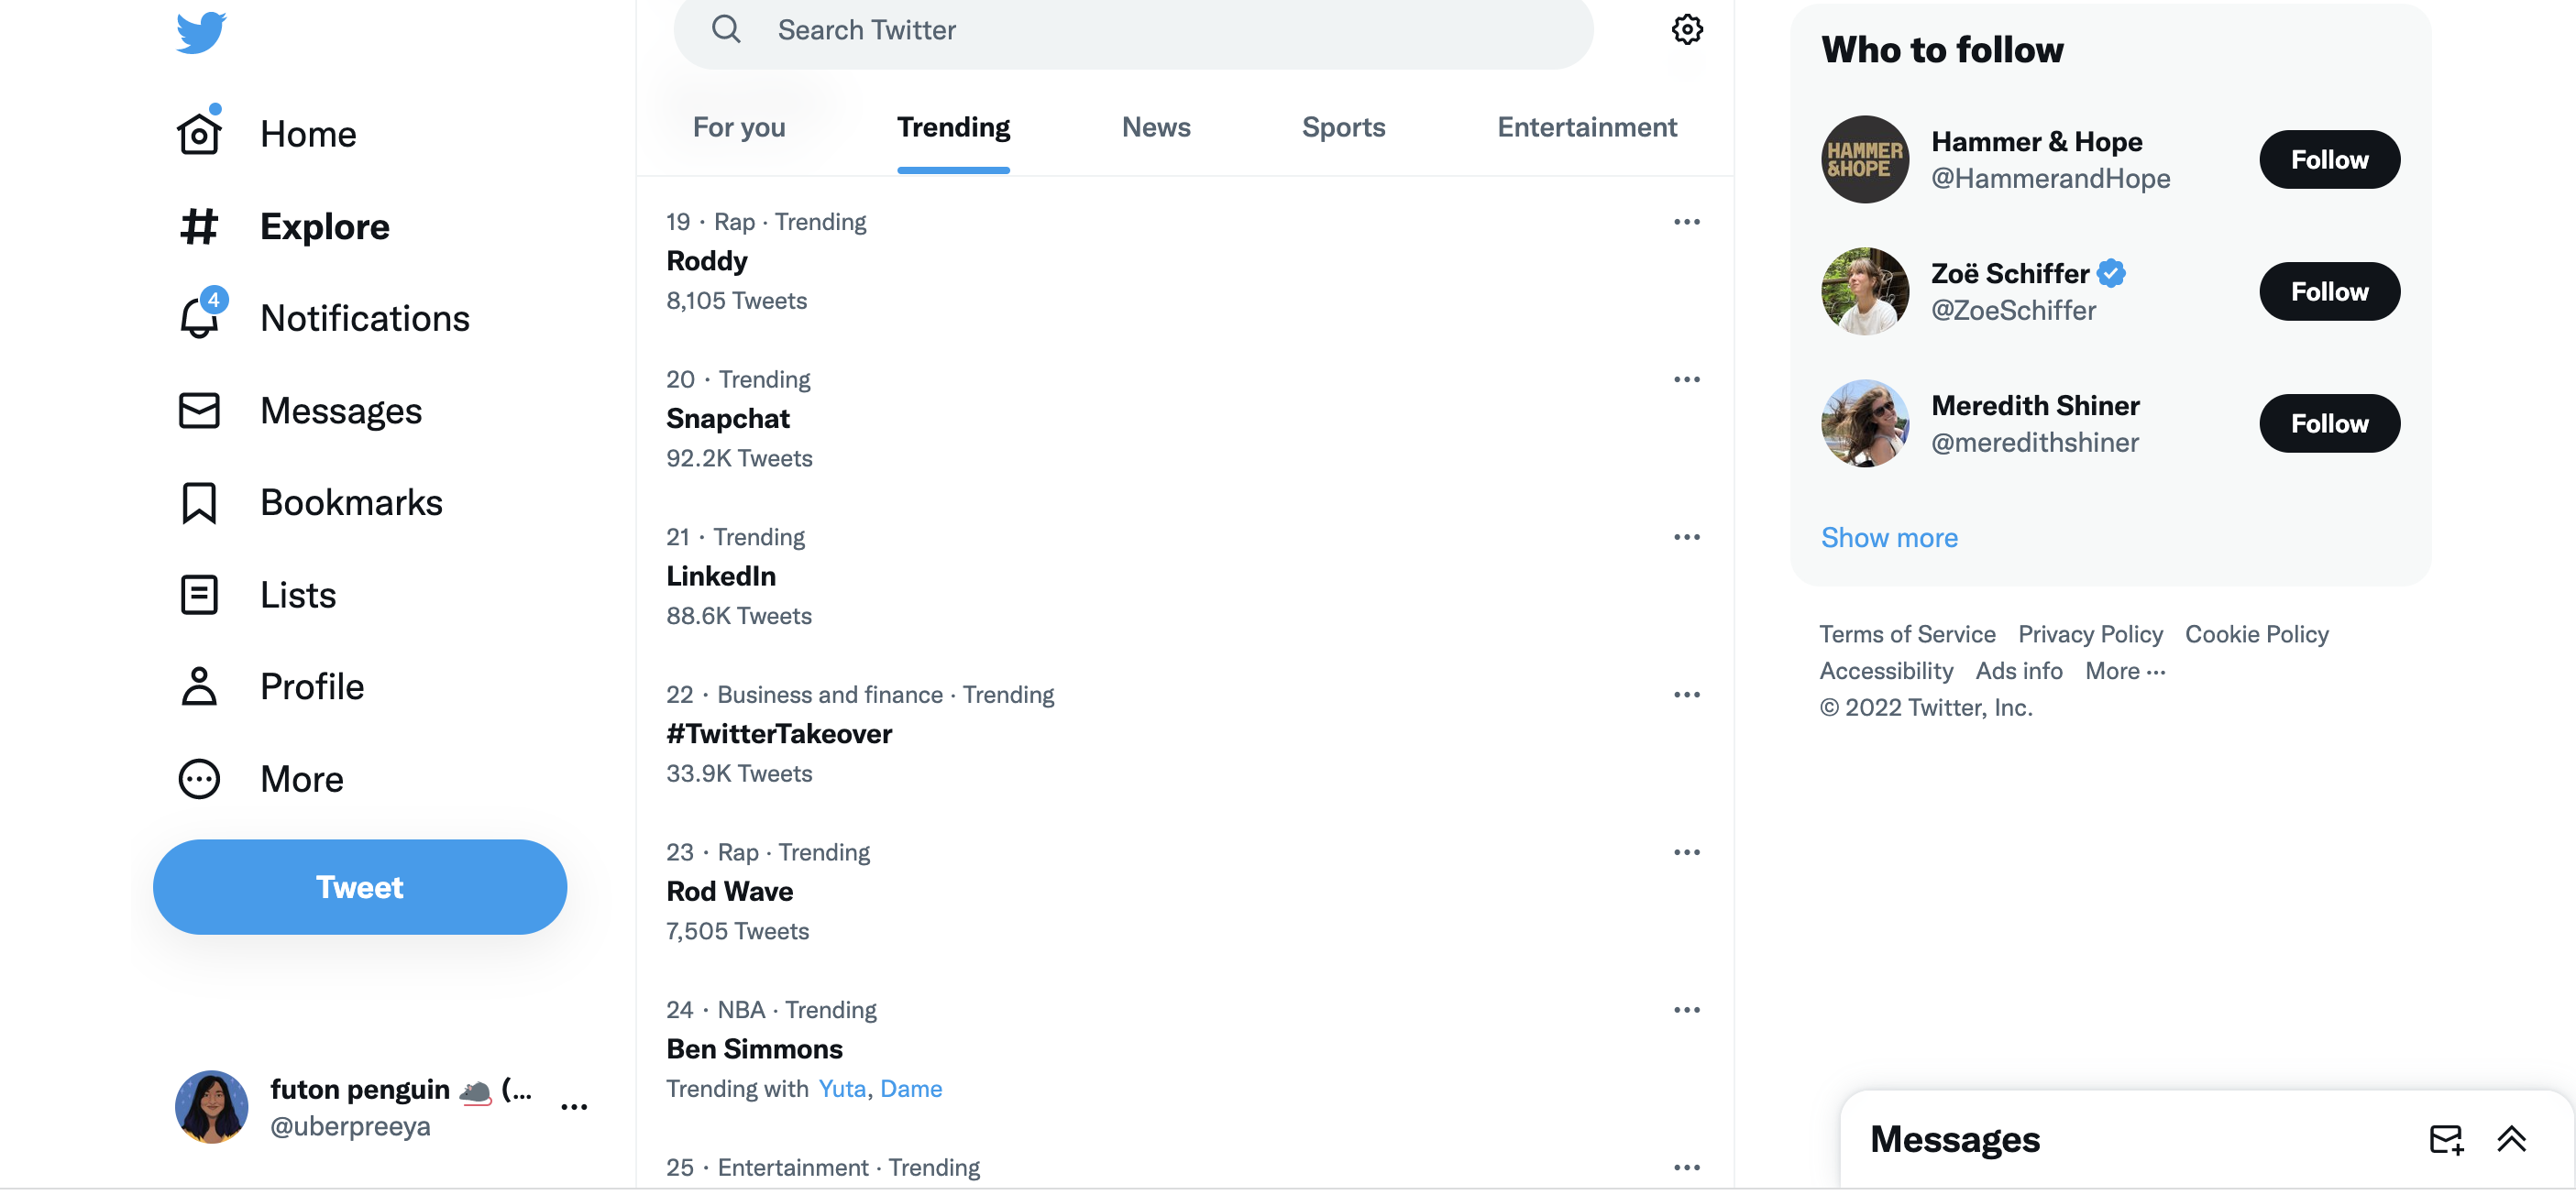 Home
Explore
4
Notifications
Messages
Bookmarks
Lists
Profile
More
Tweet
futon penguin 🐀 (...
@uberpreeya
Search Twitter
For you
Trending
News
Sports
Entertainment
19 · Rap · Trending
Roddy
8,105 Tweets
20 · Trending
Snapchat
92.2K Tweets
21 · Trending
LinkedIn
88.6K Tweets
22 · Business and finance · Trending
#TwitterTakeover
33.9K Tweets
23 · Rap · Trending
Rod Wave
7,505 Tweets
24 · NBA · Trending
Ben Simmons
Trending with Yuta, Dame
25 · Entertainment · Trending
Who to follow
HAMMER
&HOPE
Hammer & Hope
@HammerandHope
Follow
Zoë Schiffer
@ZoeSchiffer
Follow
Meredith Shiner
@meredithshiner
Follow
Show more
Terms of Service Privacy Policy Cookie Policy
Accessibility Ads info More ···
© 2022 Twitter, Inc.
Messages